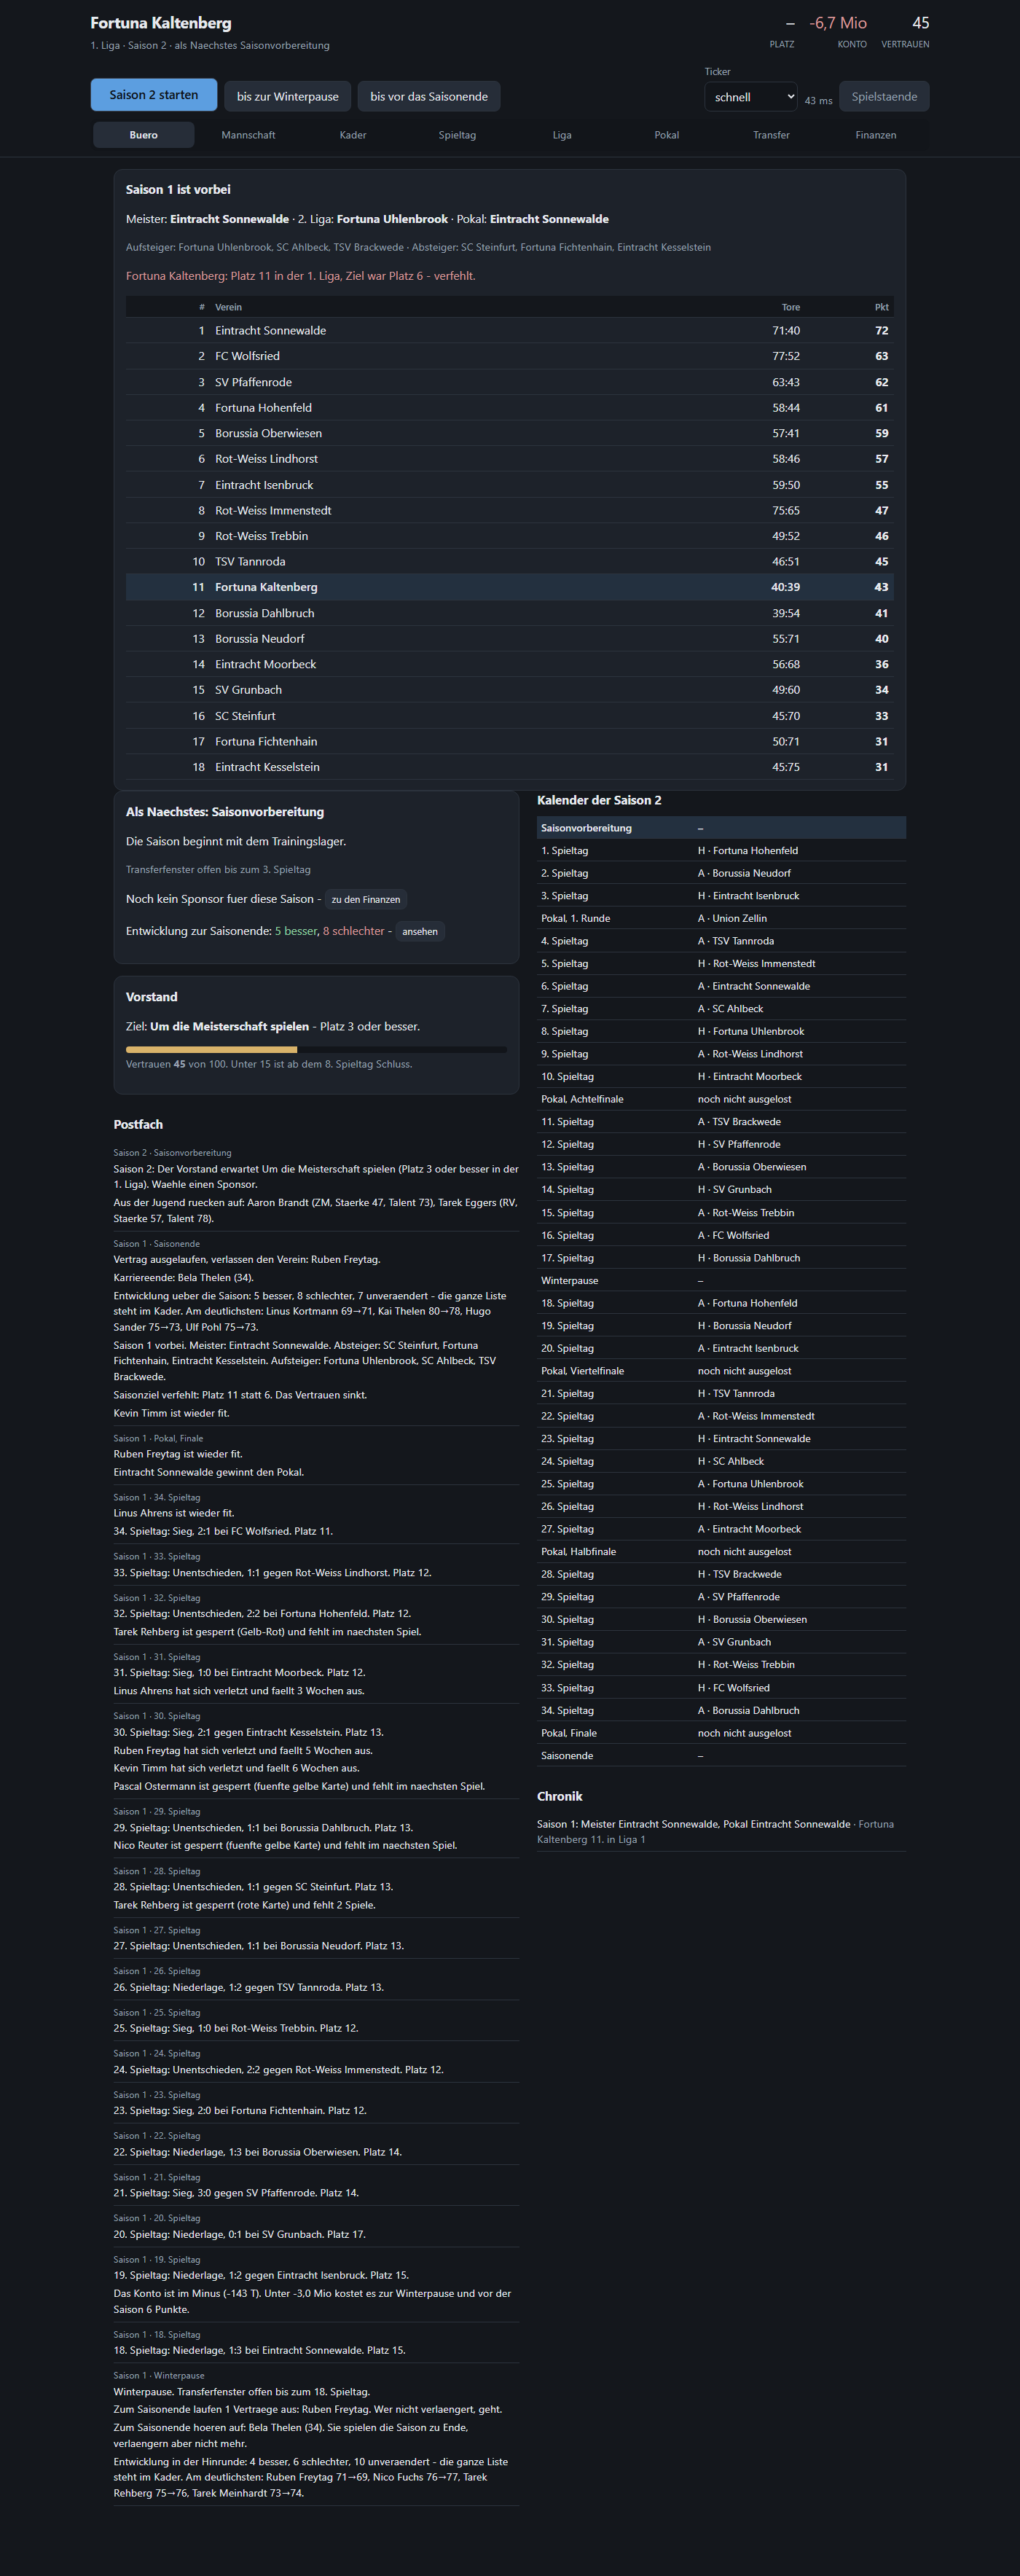 Fortuna Kaltenberg
1. Liga · Saison 2 · als Naechstes Saisonvorbereitung
–
PLATZ
-6,7 Mio
KONTO
45
VERTRAUEN
Saison 2 starten
bis zur Winterpause
bis vor das Saisonende
Ticker
schnell
43 ms
Spielstaende
Buero
Mannschaft
Kader
Spieltag
Liga
Pokal
Transfer
Finanzen
Saison 1 ist vorbei
Meister: Eintracht Sonnewalde · 2. Liga: Fortuna Uhlenbrook · Pokal: Eintracht Sonnewalde
Aufsteiger: Fortuna Uhlenbrook, SC Ahlbeck, TSV Brackwede · Absteiger: SC Steinfurt, Fortuna Fichtenhain, Eintracht Kesselstein
Fortuna Kaltenberg: Platz 11 in der 1. Liga, Ziel war Platz 6 - verfehlt.
# Verein Tore Pkt
1 Eintracht Sonnewalde 71:40 72
2 FC Wolfsried 77:52 63
3 SV Pfaffenrode 63:43 62
4 Fortuna Hohenfeld 58:44 61
5 Borussia Oberwiesen 57:41 59
6 Rot-Weiss Lindhorst 58:46 57
7 Eintracht Isenbruck 59:50 55
8 Rot-Weiss Immenstedt 75:65 47
9 Rot-Weiss Trebbin 49:52 46
10 TSV Tannroda 46:51 45
11 Fortuna Kaltenberg 40:39 43
12 Borussia Dahlbruch 39:54 41
13 Borussia Neudorf 55:71 40
14 Eintracht Moorbeck 56:68 36
15 SV Grunbach 49:60 34
16 SC Steinfurt 45:70 33
17 Fortuna Fichtenhain 50:71 31
18 Eintracht Kesselstein 45:75 31
Als Naechstes: Saisonvorbereitung
Die Saison beginnt mit dem Trainingslager.
Transferfenster offen bis zum 3. Spieltag
Noch kein Sponsor fuer diese Saison - zu den Finanzen
Entwicklung zur Saisonende: 5 besser, 8 schlechter - ansehen
Vorstand
Ziel: Um die Meisterschaft spielen - Platz 3 oder besser.
Vertrauen 45 von 100. Unter 15 ist ab dem 8. Spieltag Schluss.
Postfach
Saison 2 · Saisonvorbereitung
Saison 2: Der Vorstand erwartet Um die Meisterschaft spielen (Platz 3 oder besser in der
1. Liga). Waehle einen Sponsor.
Aus der Jugend ruecken auf: Aaron Brandt (ZM, Staerke 47, Talent 73), Tarek Eggers (RV,
Staerke 57, Talent 78).
Saison 1 · Saisonende
Vertrag ausgelaufen, verlassen den Verein: Ruben Freytag.
Karriereende: Bela Thelen (34).
Entwicklung ueber die Saison: 5 besser, 8 schlechter, 7 unveraendert - die ganze Liste
steht im Kader. Am deutlichsten: Linus Kortmann 69→71, Kai Thelen 80→78, Hugo
Sander 75→73, Ulf Pohl 75→73.
Saison 1 vorbei. Meister: Eintracht Sonnewalde. Absteiger: SC Steinfurt, Fortuna
Fichtenhain, Eintracht Kesselstein. Aufsteiger: Fortuna Uhlenbrook, SC Ahlbeck, TSV
Brackwede.
Saisonziel verfehlt: Platz 11 statt 6. Das Vertrauen sinkt.
Kevin Timm ist wieder fit.
Saison 1 · Pokal, Finale
Ruben Freytag ist wieder fit.
Eintracht Sonnewalde gewinnt den Pokal.
Saison 1 · 34. Spieltag
Linus Ahrens ist wieder fit.
34. Spieltag: Sieg, 2:1 bei FC Wolfsried. Platz 11.
Saison 1 · 33. Spieltag
33. Spieltag: Unentschieden, 1:1 gegen Rot-Weiss Lindhorst. Platz 12.
Saison 1 · 32. Spieltag
32. Spieltag: Unentschieden, 2:2 bei Fortuna Hohenfeld. Platz 12.
Tarek Rehberg ist gesperrt (Gelb-Rot) und fehlt im naechsten Spiel.
Saison 1 · 31. Spieltag
31. Spieltag: Sieg, 1:0 bei Eintracht Moorbeck. Platz 12.
Linus Ahrens hat sich verletzt und faellt 3 Wochen aus.
Saison 1 · 30. Spieltag
30. Spieltag: Sieg, 2:1 gegen Eintracht Kesselstein. Platz 13.
Ruben Freytag hat sich verletzt und faellt 5 Wochen aus.
Kevin Timm hat sich verletzt und faellt 6 Wochen aus.
Pascal Ostermann ist gesperrt (fuenfte gelbe Karte) und fehlt im naechsten Spiel.
Saison 1 · 29. Spieltag
29. Spieltag: Unentschieden, 1:1 bei Borussia Dahlbruch. Platz 13.
Nico Reuter ist gesperrt (fuenfte gelbe Karte) und fehlt im naechsten Spiel.
Saison 1 · 28. Spieltag
28. Spieltag: Unentschieden, 1:1 gegen SC Steinfurt. Platz 13.
Tarek Rehberg ist gesperrt (rote Karte) und fehlt 2 Spiele.
Saison 1 · 27. Spieltag
27. Spieltag: Unentschieden, 1:1 bei Borussia Neudorf. Platz 13.
Saison 1 · 26. Spieltag
26. Spieltag: Niederlage, 1:2 gegen TSV Tannroda. Platz 13.
Saison 1 · 25. Spieltag
25. Spieltag: Sieg, 1:0 bei Rot-Weiss Trebbin. Platz 12.
Saison 1 · 24. Spieltag
24. Spieltag: Unentschieden, 2:2 gegen Rot-Weiss Immenstedt. Platz 12.
Saison 1 · 23. Spieltag
23. Spieltag: Sieg, 2:0 bei Fortuna Fichtenhain. Platz 12.
Saison 1 · 22. Spieltag
22. Spieltag: Niederlage, 1:3 bei Borussia Oberwiesen. Platz 14.
Saison 1 · 21. Spieltag
21. Spieltag: Sieg, 3:0 gegen SV Pfaffenrode. Platz 14.
Saison 1 · 20. Spieltag
20. Spieltag: Niederlage, 0:1 bei SV Grunbach. Platz 17.
Saison 1 · 19. Spieltag
19. Spieltag: Niederlage, 1:2 gegen Eintracht Isenbruck. Platz 15.
Das Konto ist im Minus (-143 T). Unter -3,0 Mio kostet es zur Winterpause und vor der
Saison 6 Punkte.
Saison 1 · 18. Spieltag
18. Spieltag: Niederlage, 1:3 bei Eintracht Sonnewalde. Platz 15.
Saison 1 · Winterpause
Winterpause. Transferfenster offen bis zum 18. Spieltag.
Zum Saisonende laufen 1 Vertraege aus: Ruben Freytag. Wer nicht verlaengert, geht.
Zum Saisonende hoeren auf: Bela Thelen (34). Sie spielen die Saison zu Ende,
verlaengern aber nicht mehr.
Entwicklung in der Hinrunde: 4 besser, 6 schlechter, 10 unveraendert - die ganze Liste
steht im Kader. Am deutlichsten: Ruben Freytag 71→69, Nico Fuchs 76→77, Tarek
Rehberg 75→76, Tarek Meinhardt 73→74.
Kalender der Saison 2
Saisonvorbereitung –
1. Spieltag H · Fortuna Hohenfeld
2. Spieltag A · Borussia Neudorf
3. Spieltag H · Eintracht Isenbruck
Pokal, 1. Runde A · Union Zellin
4. Spieltag A · TSV Tannroda
5. Spieltag H · Rot-Weiss Immenstedt
6. Spieltag A · Eintracht Sonnewalde
7. Spieltag A · SC Ahlbeck
8. Spieltag H · Fortuna Uhlenbrook
9. Spieltag A · Rot-Weiss Lindhorst
10. Spieltag H · Eintracht Moorbeck
Pokal, Achtelfinale noch nicht ausgelost
11. Spieltag A · TSV Brackwede
12. Spieltag H · SV Pfaffenrode
13. Spieltag A · Borussia Oberwiesen
14. Spieltag H · SV Grunbach
15. Spieltag A · Rot-Weiss Trebbin
16. Spieltag A · FC Wolfsried
17. Spieltag H · Borussia Dahlbruch
Winterpause –
18. Spieltag A · Fortuna Hohenfeld
19. Spieltag H · Borussia Neudorf
20. Spieltag A · Eintracht Isenbruck
Pokal, Viertelfinale noch nicht ausgelost
21. Spieltag H · TSV Tannroda
22. Spieltag A · Rot-Weiss Immenstedt
23. Spieltag H · Eintracht Sonnewalde
24. Spieltag H · SC Ahlbeck
25. Spieltag A · Fortuna Uhlenbrook
26. Spieltag H · Rot-Weiss Lindhorst
27. Spieltag A · Eintracht Moorbeck
Pokal, Halbfinale noch nicht ausgelost
28. Spieltag H · TSV Brackwede
29. Spieltag A · SV Pfaffenrode
30. Spieltag H · Borussia Oberwiesen
31. Spieltag A · SV Grunbach
32. Spieltag H · Rot-Weiss Trebbin
33. Spieltag H · FC Wolfsried
34. Spieltag A · Borussia Dahlbruch
Pokal, Finale noch nicht ausgelost
Saisonende –
Chronik
Saison 1: Meister Eintracht Sonnewalde, Pokal Eintracht Sonnewalde · Fortuna
Kaltenberg 11. in Liga 1